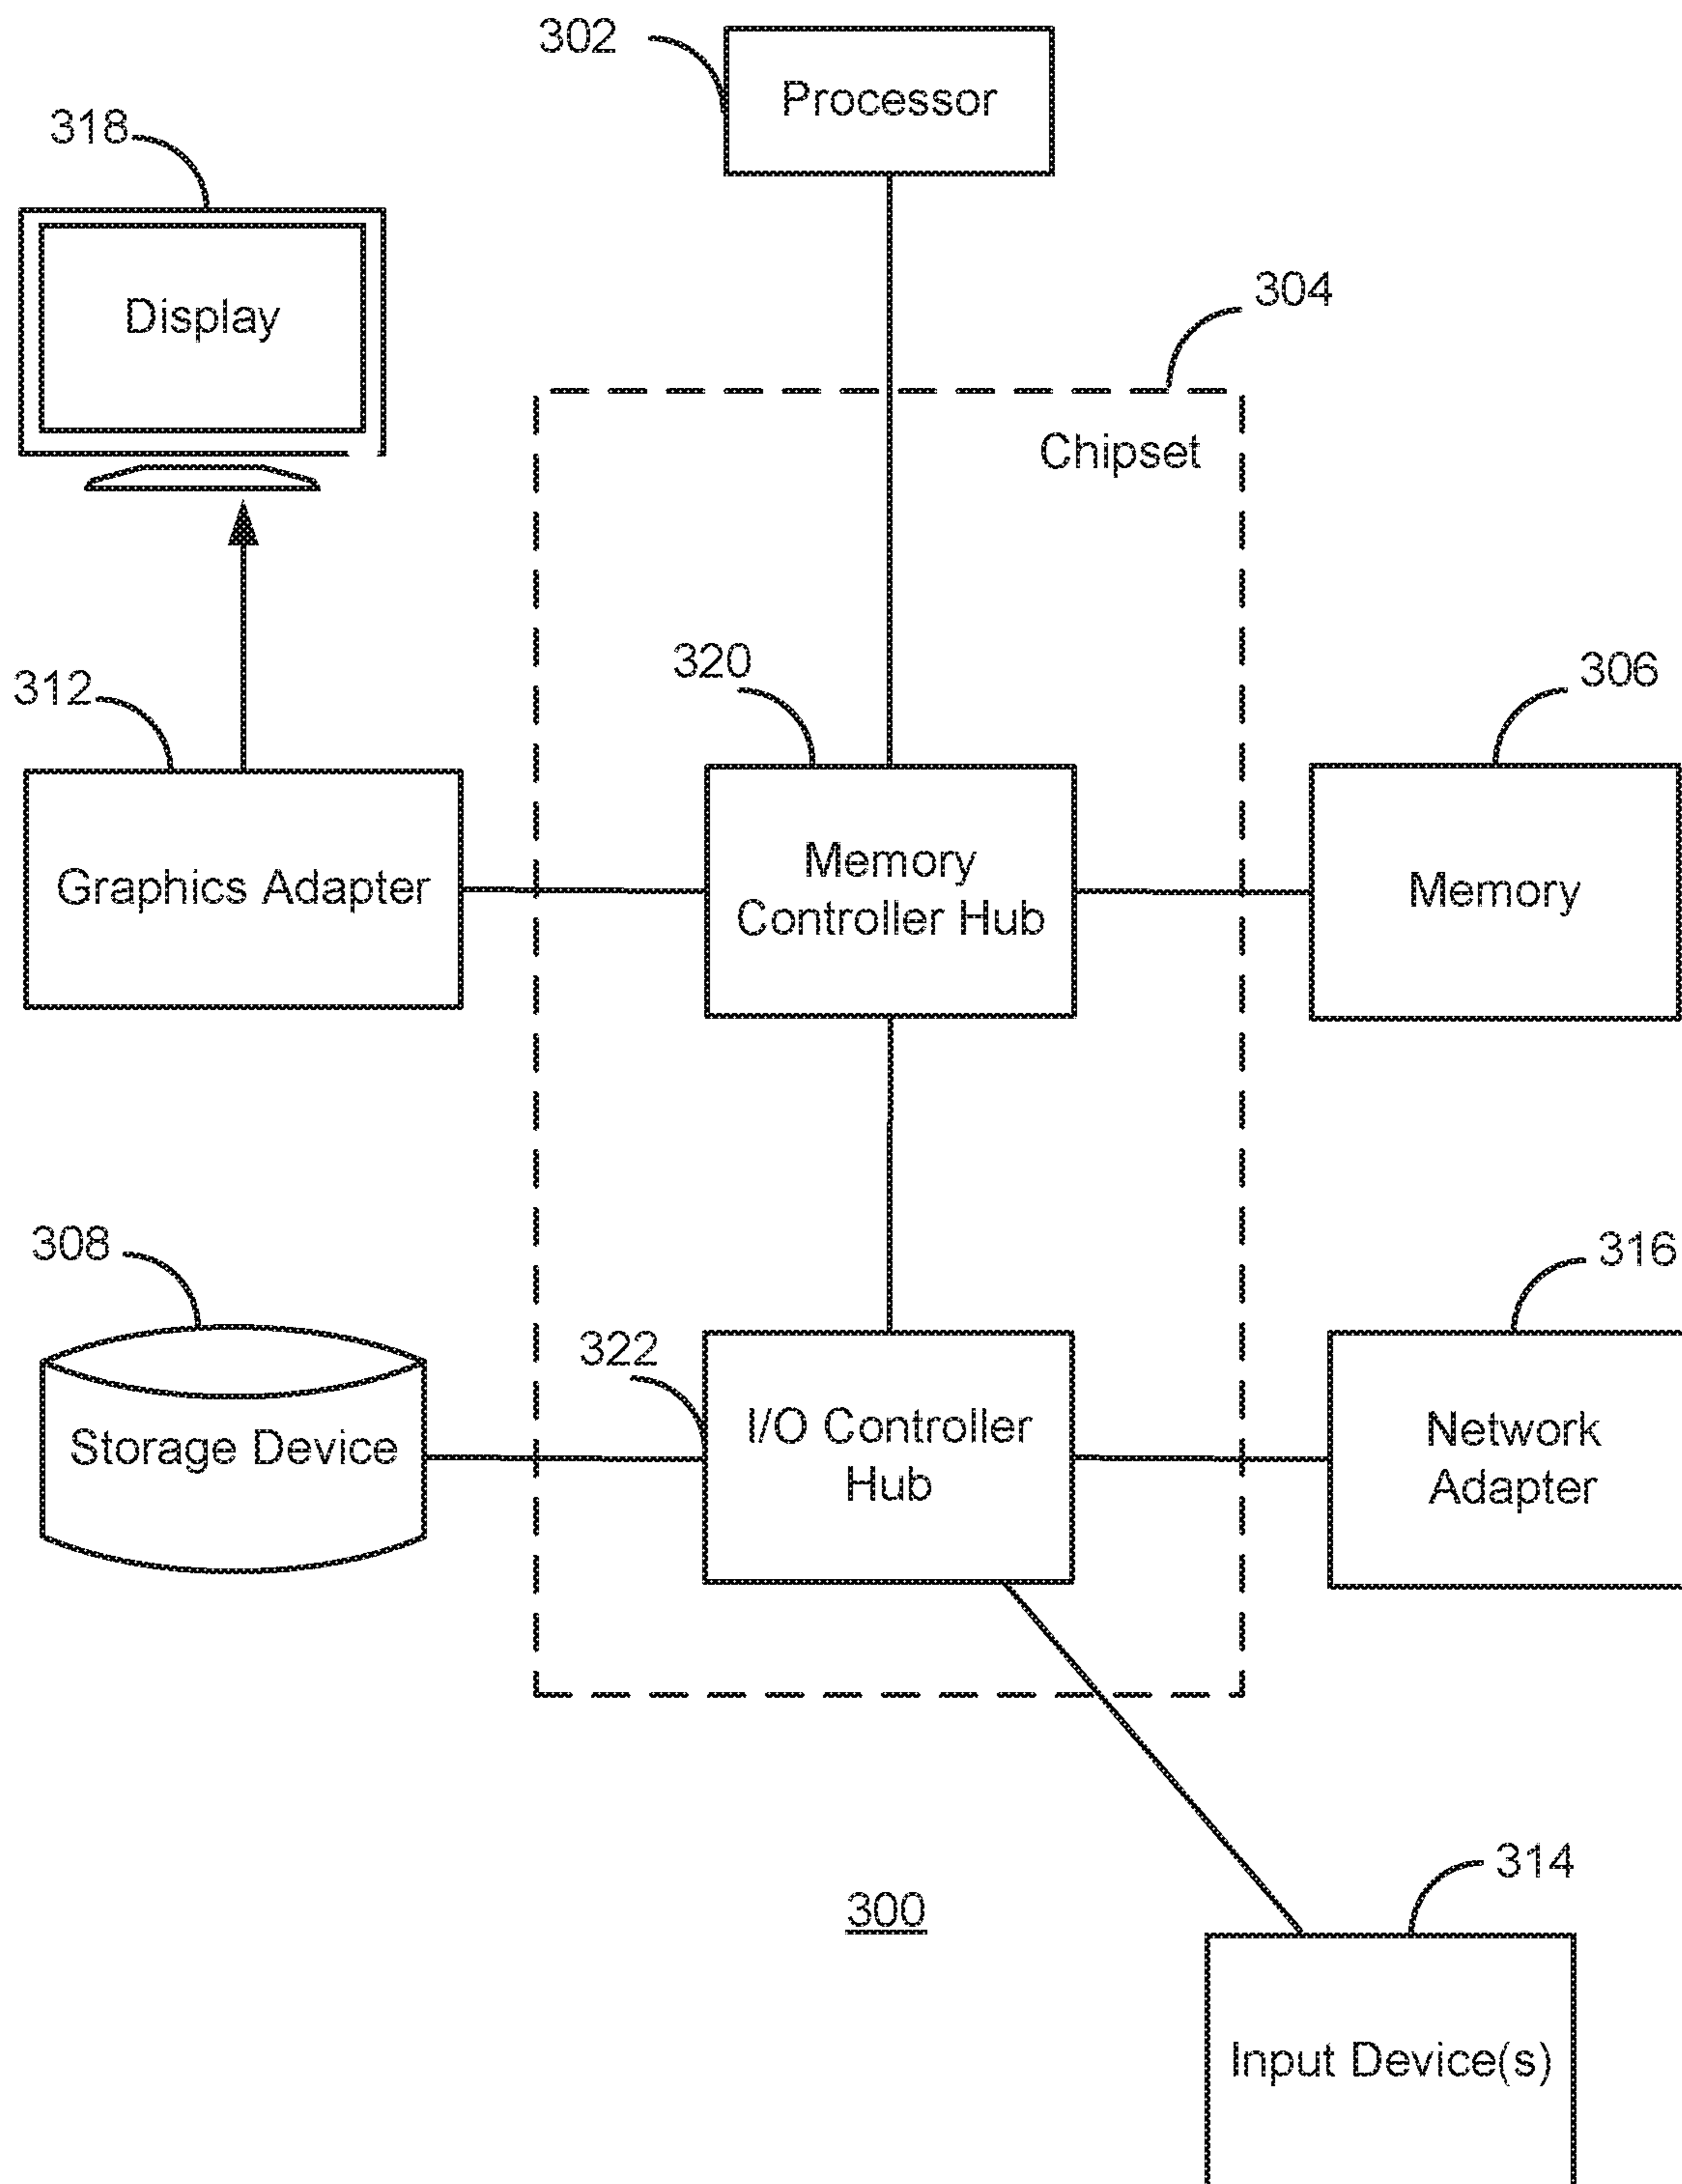 302
Processor
318
Display
304
Chipset
320
306
312
Memory
Controller Hub
Graphics Adapter
Memory
308
316
322
I/O Controller
Hub
Storage Device
Network
Adapter
314
300
Input Device(s)